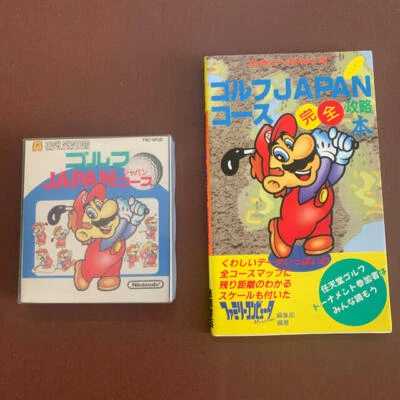 DISK SYSTEM
FSC-GRJE
ゴルフ
JAPAN
ジャパン
コース
Nintendo
ゴルフJAPAN
コース
完全
攻略
本
くわしいデータいっぱいの
全コースマップに
残り距離のわかる
スケールも付いた
ファミリーコンピュータ
Magazine
編集部
編著
任天堂ゴルフ
トーナメント参加者は
みんな読もう